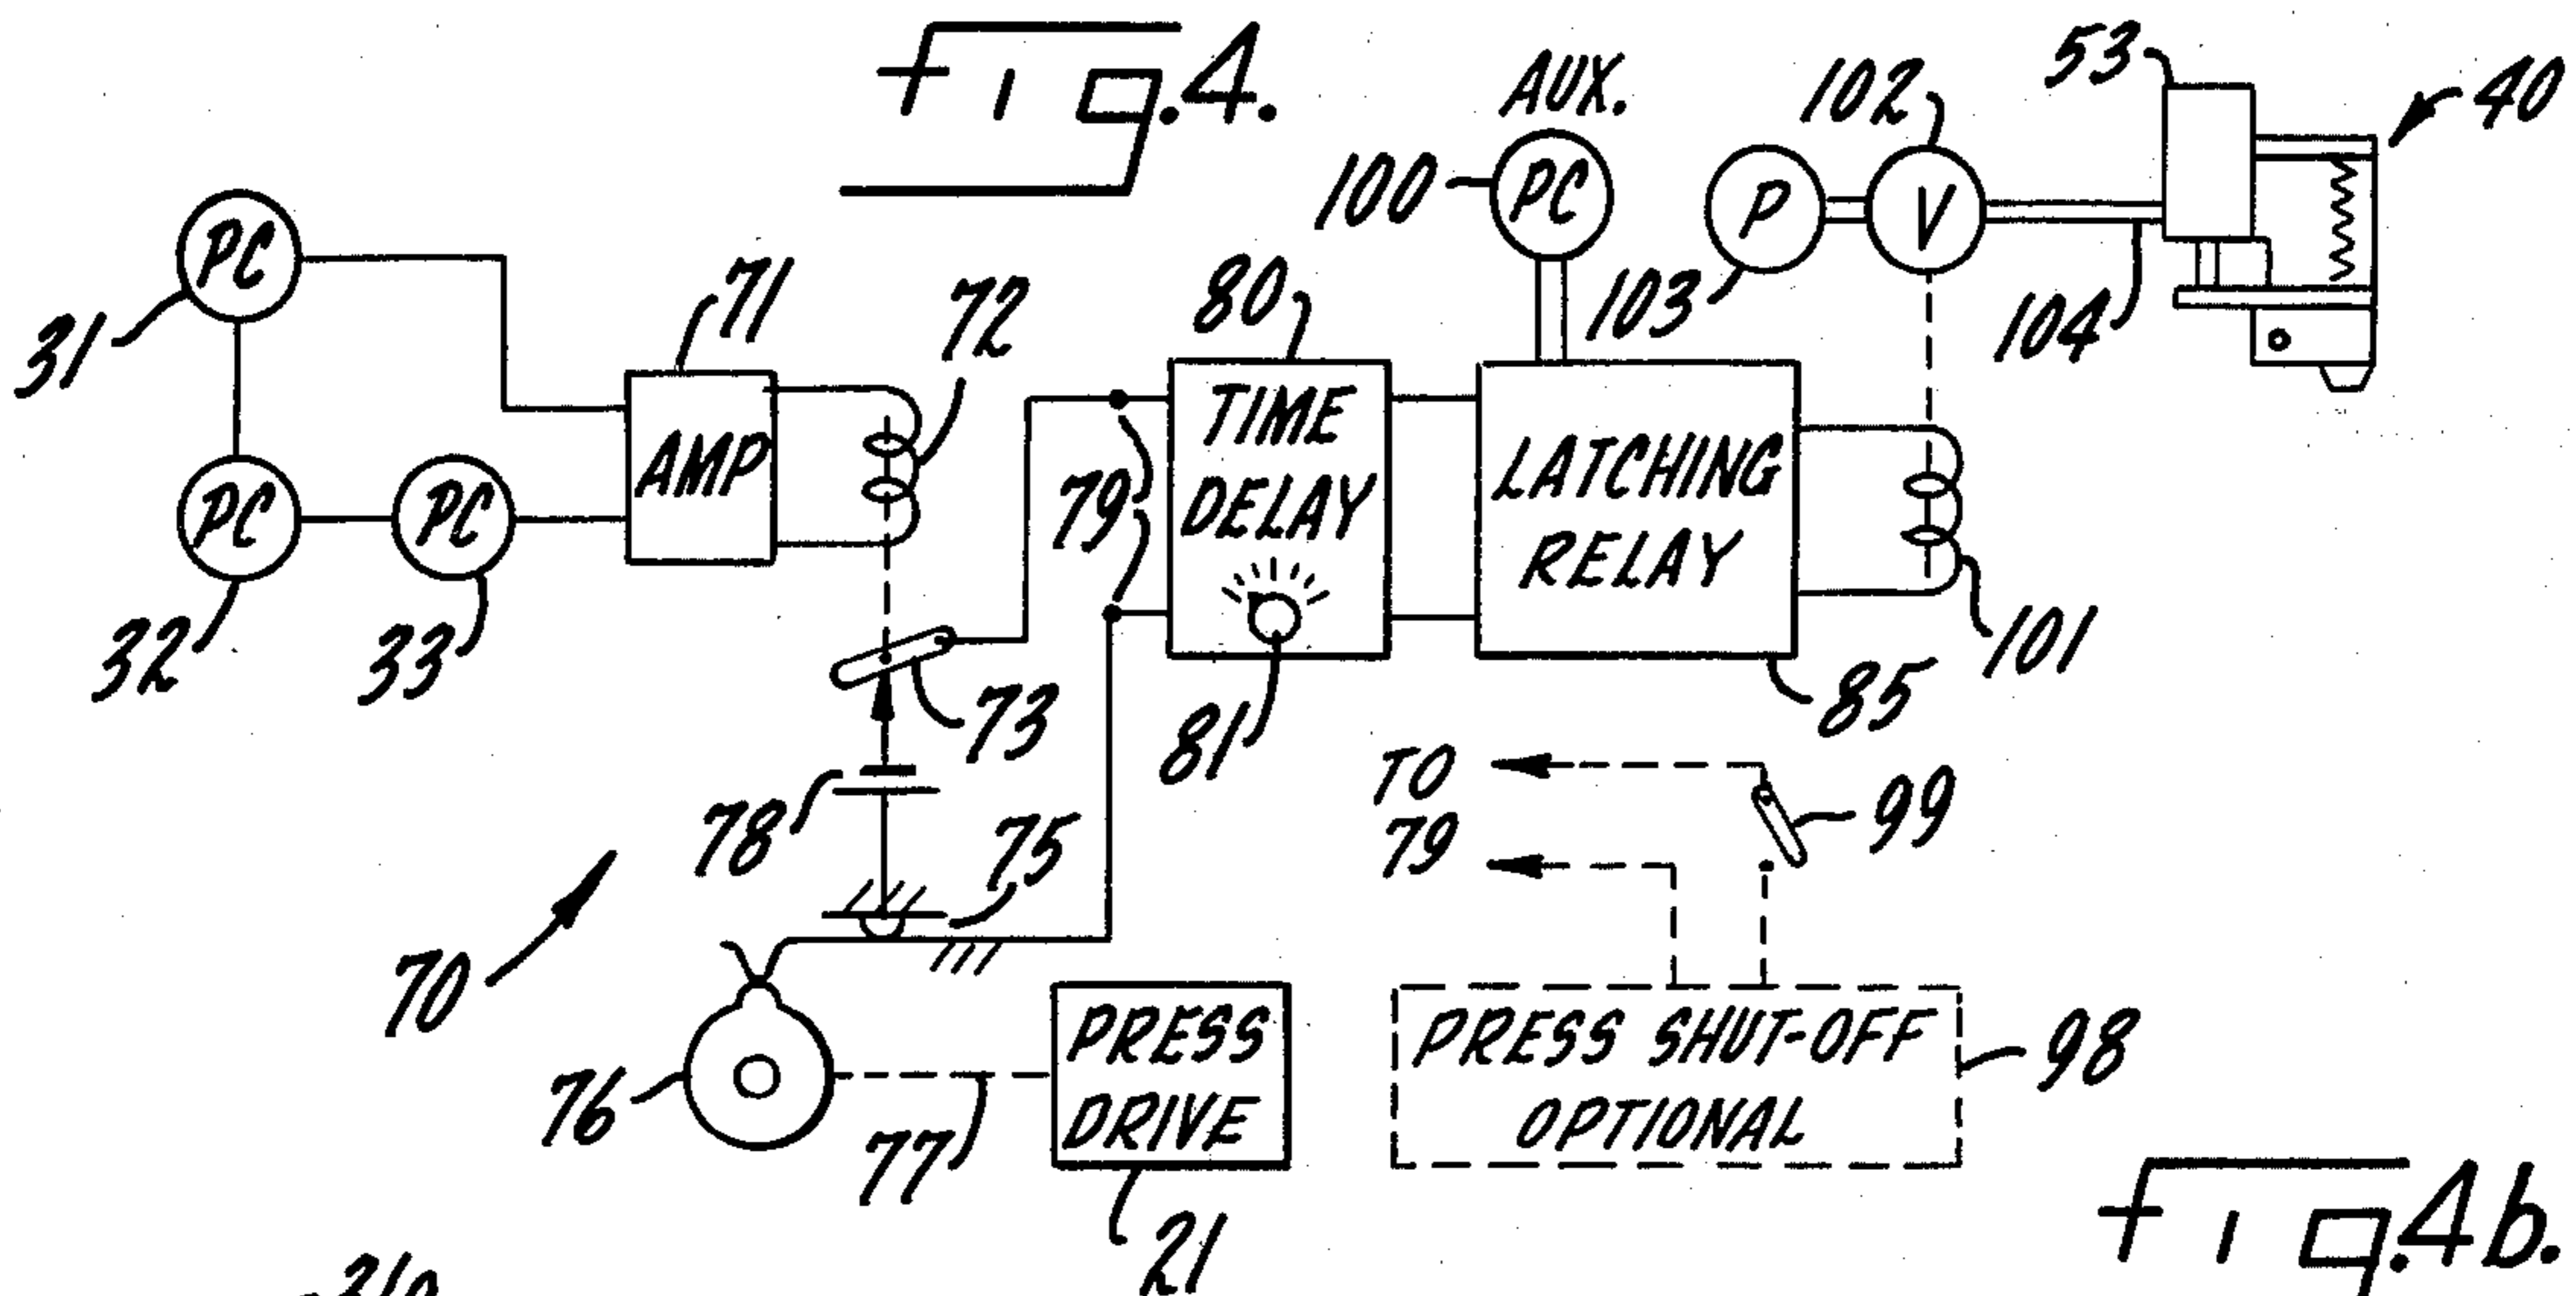 fig.4.
AUX.
PC
100
102
53
40
PC
31
71
72
80
103
P
V
104
AMP
79
TIME
DELAY
LATCHING
RELAY
101
PC
32
PC
33
73
81
85
78
75
TO
79
99
70
76
77
PRESS
DRIVE
21
PRESS SHUT-OFF
OPTIONAL
98
fig.4b.